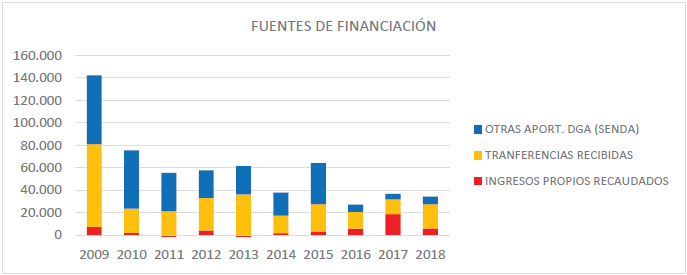 FUENTES DE FINANCIACIÓN
160.000
140.000
120.000
100.000
80.000
60.000
40.000
20.000
0
2009 2010 2011 2012 2013 2014 2015 2016 2017 2018
OTRAS APORT. DGA (SENDA)
TRANFERENCIAS RECIBIDAS
INGRESOS PROPIOS RECAUDADOS